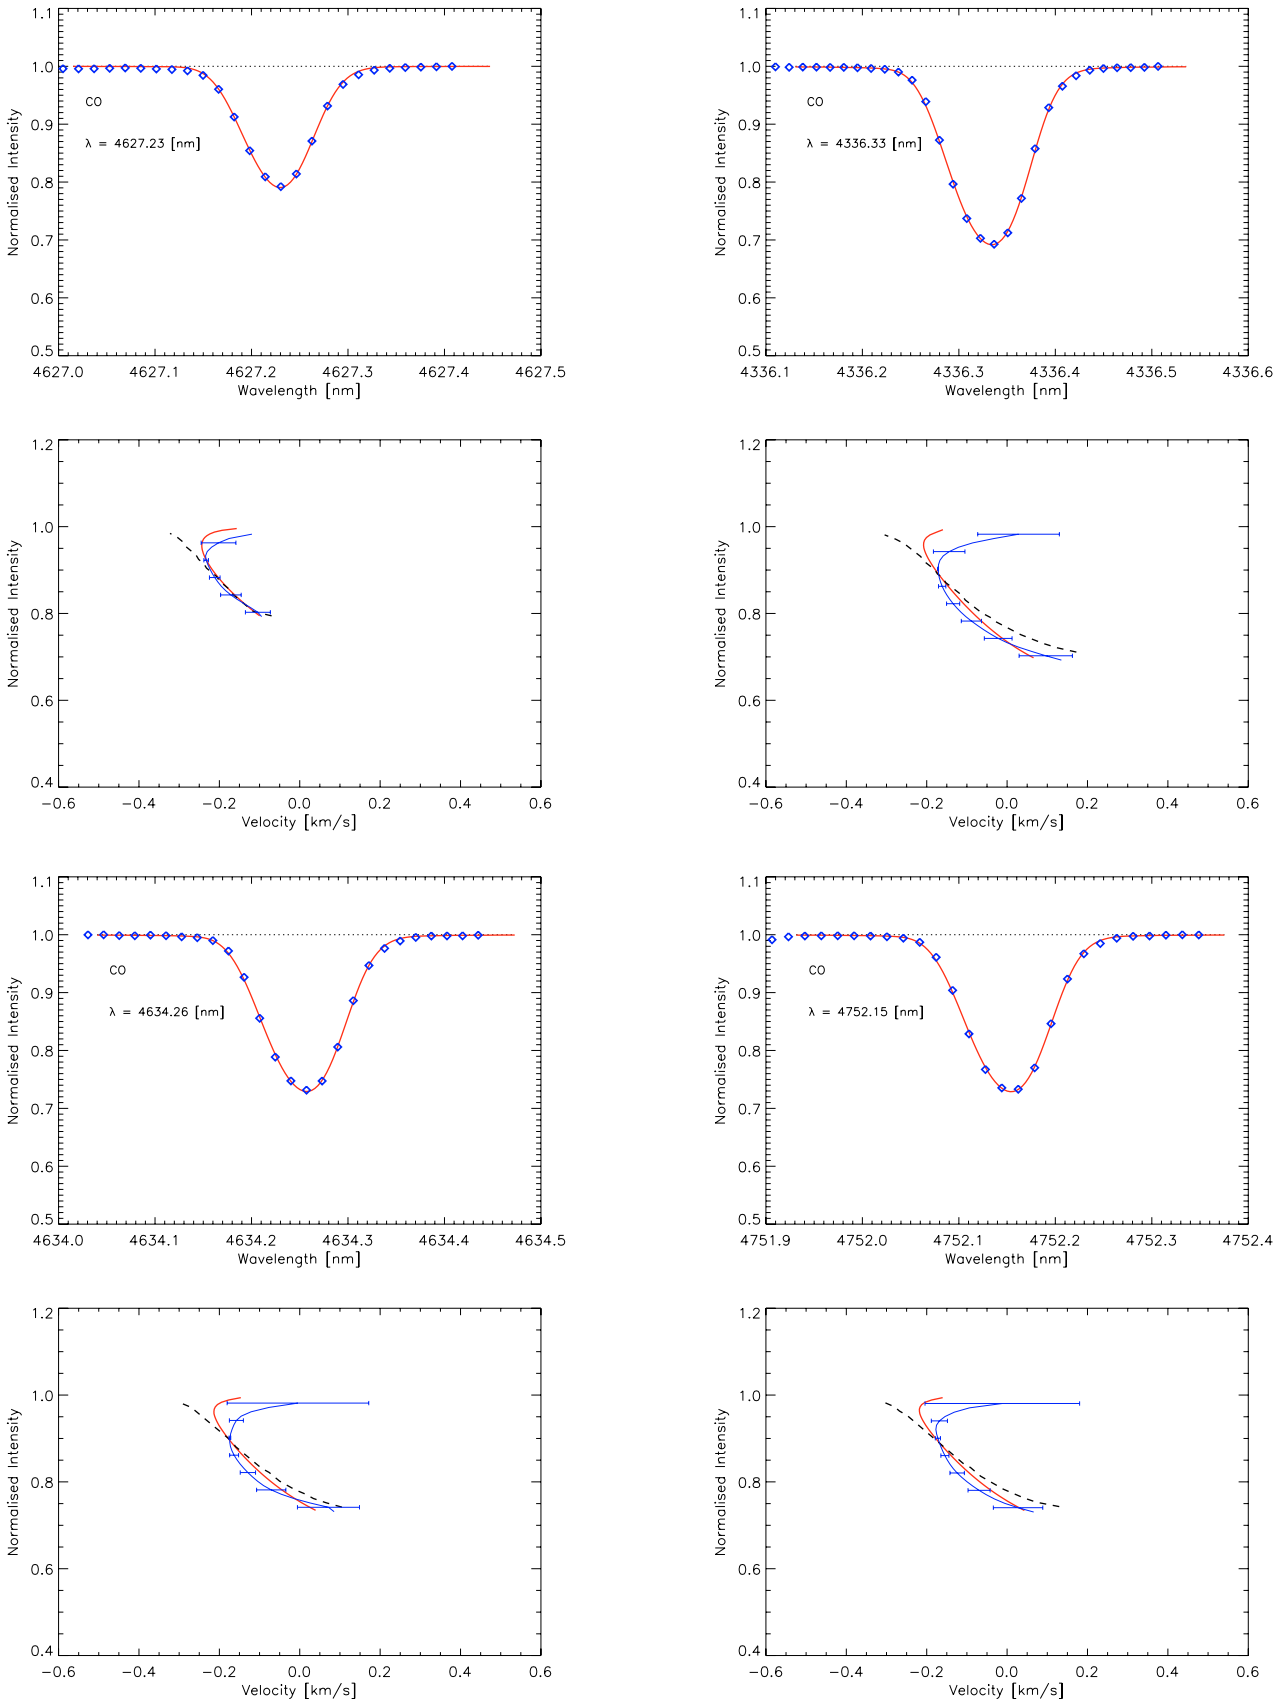 1.1
1.0
0.9
0.8
0.7
0.6
0.5
Normalised Intensity
CO
λ = 4627.23 [nm]
4627.0 4627.1 4627.2 4627.3 4627.4 4627.5
Wavelength [nm]
1.1
1.0
0.9
0.8
0.7
0.6
0.5
Normalised Intensity
CO
λ = 4336.33 [nm]
4336.1 4336.2 4336.3 4336.4 4336.5 4336.6
Wavelength [nm]
1.2
1.0
0.8
0.6
0.4
Normalised Intensity
−0.6 −0.4 −0.2 0.0 0.2 0.4 0.6
Velocity [km/s]
1.2
1.0
0.8
0.6
0.4
Normalised Intensity
−0.6 −0.4 −0.2 0.0 0.2 0.4 0.6
Velocity [km/s]
1.1
1.0
0.9
0.8
0.7
0.6
0.5
Normalised Intensity
CO
λ = 4634.26 [nm]
4634.0 4634.1 4634.2 4634.3 4634.4 4634.5
Wavelength [nm]
1.1
1.0
0.9
0.8
0.7
0.6
0.5
Normalised Intensity
CO
λ = 4752.15 [nm]
4751.9 4752.0 4752.1 4752.2 4752.3 4752.4
Wavelength [nm]
1.2
1.0
0.8
0.6
0.4
Normalised Intensity
−0.6 −0.4 −0.2 0.0 0.2 0.4 0.6
Velocity [km/s]
1.2
1.0
0.8
0.6
0.4
Normalised Intensity
−0.6 −0.4 −0.2 0.0 0.2 0.4 0.6
Velocity [km/s]